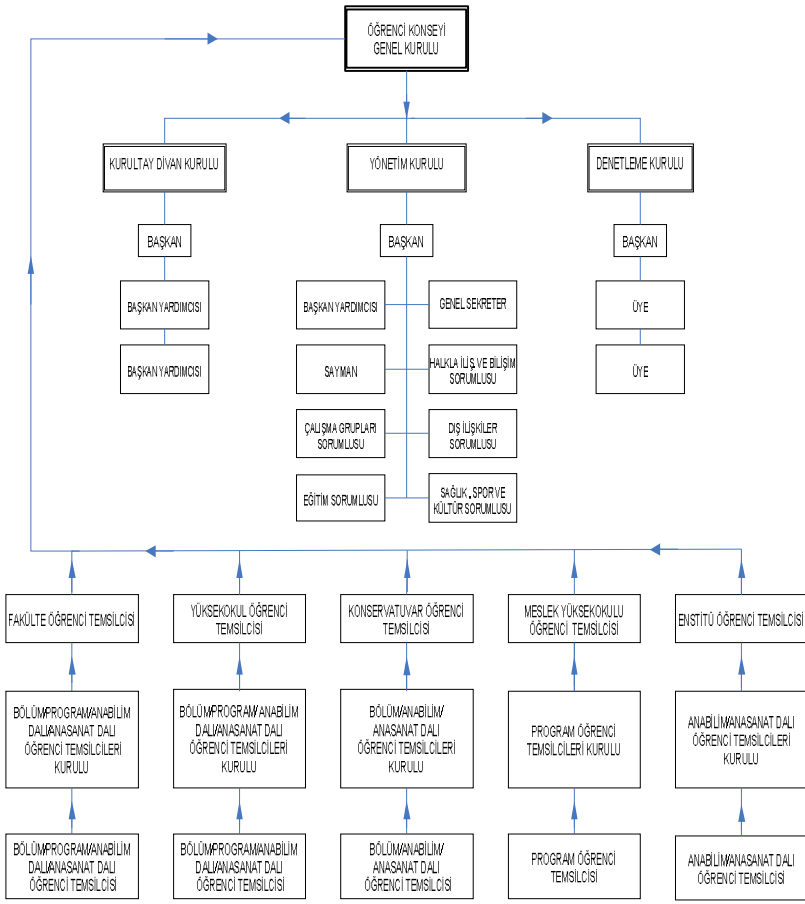 ÖĞRENCİ KONSEYİ
GENEL KURULU
KURULTAY DİVAN KURULU
YÖNETİM KURULU
DENETLEME KURULU
BAŞKAN
BAŞKAN
BAŞKAN
BAŞKAN YARDIMCISI
BAŞKAN YARDIMCISI
GENEL SEKRETER
ÜYE
BAŞKAN YARDIMCISI
SAYMAN
HALKLA İLİŞ. VE BİLİŞİM
SORUMLUSU
ÜYE
ÇALIŞMA GRUPLARI
SORUMLUSU
DIŞ İLİŞKİLER
SORUMLUSU
EĞİTİM SORUMLUSU
SAĞLIK , SPOR VE
KÜLTÜR SORUMLUSU
FAKÜLTE ÖĞRENCİ TEMSİLCİSİ
YÜKSEKOKUL ÖĞRENCİ
TEMSİLCİSİ
KONSERVATUVAR ÖĞRENCİ
TEMSİLCİSİ
MESLEK YÜKSEKOKULU
ÖĞRENCİ TEMSİLCİSİ
ENSTİTÜ ÖĞRENCİ TEMSİLCİSİ
BÖLÜM/PROGRAM/ANABİLİM
DALI/ANASANAT DALI
ÖĞRENCİ TEMSİLCİLERİ
KURULU
BÖLÜM/PROGRAM/ ANABİLİM
DALI/ANASANAT DALI
ÖĞRENCİ TEMSİLCİLERİ
KURULU
BÖLÜM/ANABİLİM/
ANASANAT DALI
ÖĞRENCİ TEMSİLCİLERİ
KURULU
PROGRAM ÖĞRENCİ
TEMSİLCİLERİ KURULU
ANABİLİM/ANASANAT DALI
ÖĞRENCİ TEMSİLCİLERİ
KURULU
BÖLÜM/PROGRAM/ANABİLİM
DALI/ANASANAT DALI
ÖĞRENCİ TEMSİLCİSİ
BÖLÜM/PROGRAM/ANABİLİM
DALI/ANASANAT DALI
ÖĞRENCİ TEMSİLCİSİ
BÖLÜM/ANABİLİM/
ANASANAT DALI
ÖĞRENCİ TEMSİLCİSİ
PROGRAM ÖĞRENCİ
TEMSİLCİSİ
ANABİLİM/ANASANAT DALI
ÖĞRENCİ TEMSİLCİSİ